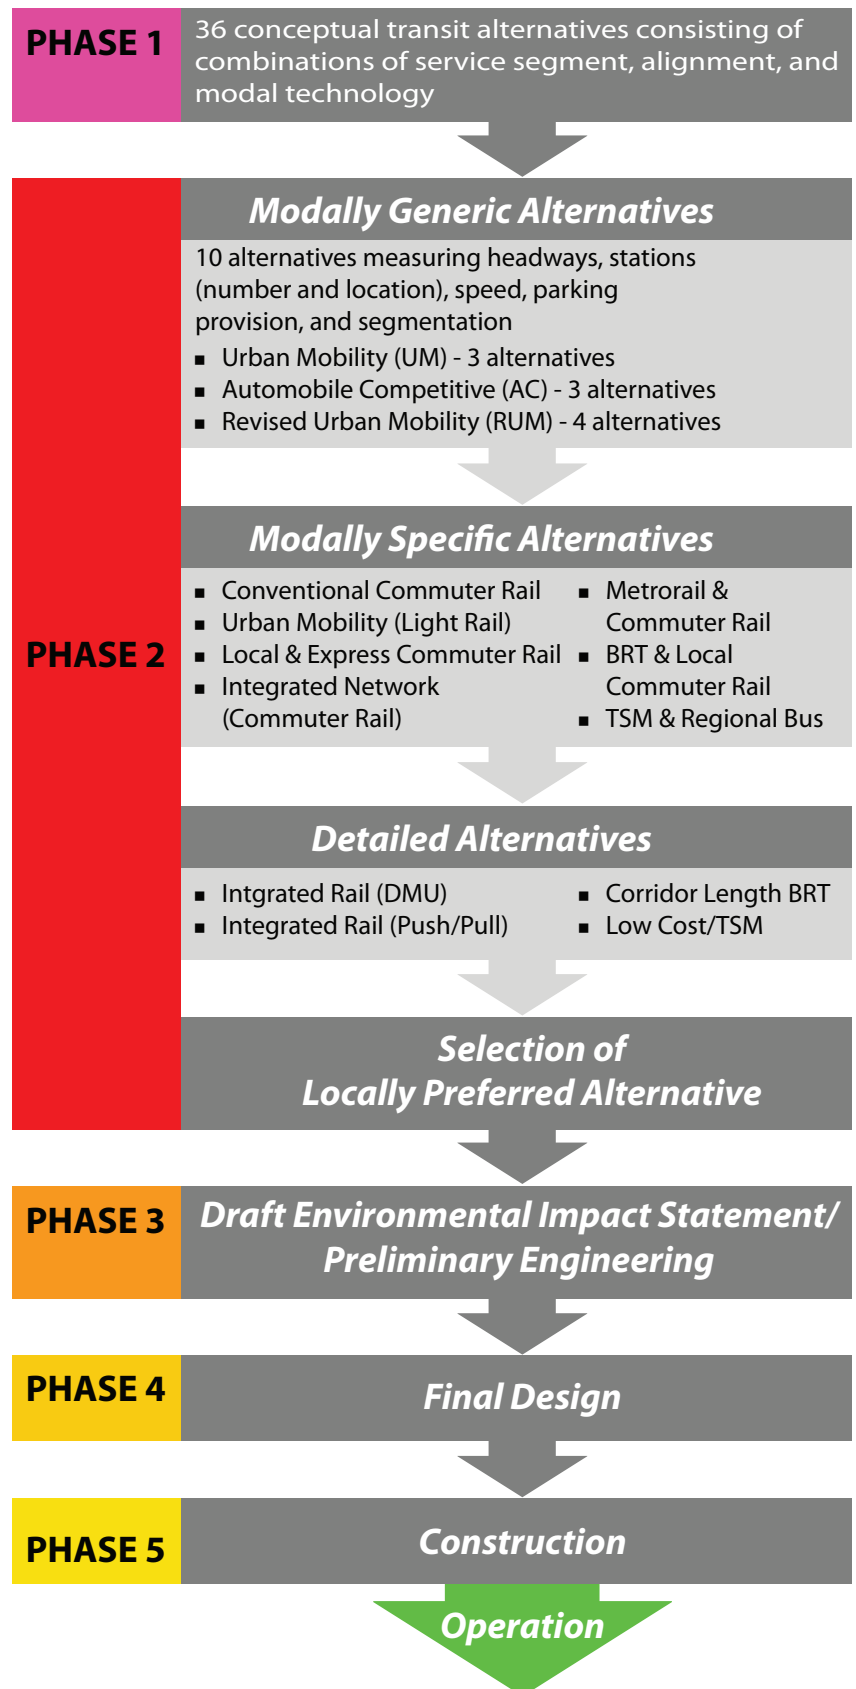 PHASE 1
36 conceptual transit alternatives consisting of
combinations of service segment, alignment, and
modal technology
PHASE 2
Modally Generic Alternatives
10 alternatives measuring headways, stations
(number and location), speed, parking
provision, and segmentation
▪ Urban Mobility (UM) - 3 alternatives
▪ Automobile Competitive (AC) - 3 alternatives
▪ Revised Urban Mobility (RUM) - 4 alternatives
Modally Specific Alternatives
▪ Conventional Commuter Rail
▪ Urban Mobility (Light Rail)
▪ Local & Express Commuter Rail
▪ Integrated Network
(Commuter Rail)
▪ Metrorail &
Commuter Rail
▪ BRT & Local
Commuter Rail
▪ TSM & Regional Bus
Detailed Alternatives
▪ Intgrated Rail (DMU)
▪ Integrated Rail (Push/Pull)
▪ Corridor Length BRT
▪ Low Cost/TSM
Selection of
Locally Preferred Alternative
PHASE 3
Draft Environmental Impact Statement/
Preliminary Engineering
PHASE 4
Final Design
PHASE 5
Construction
Operation